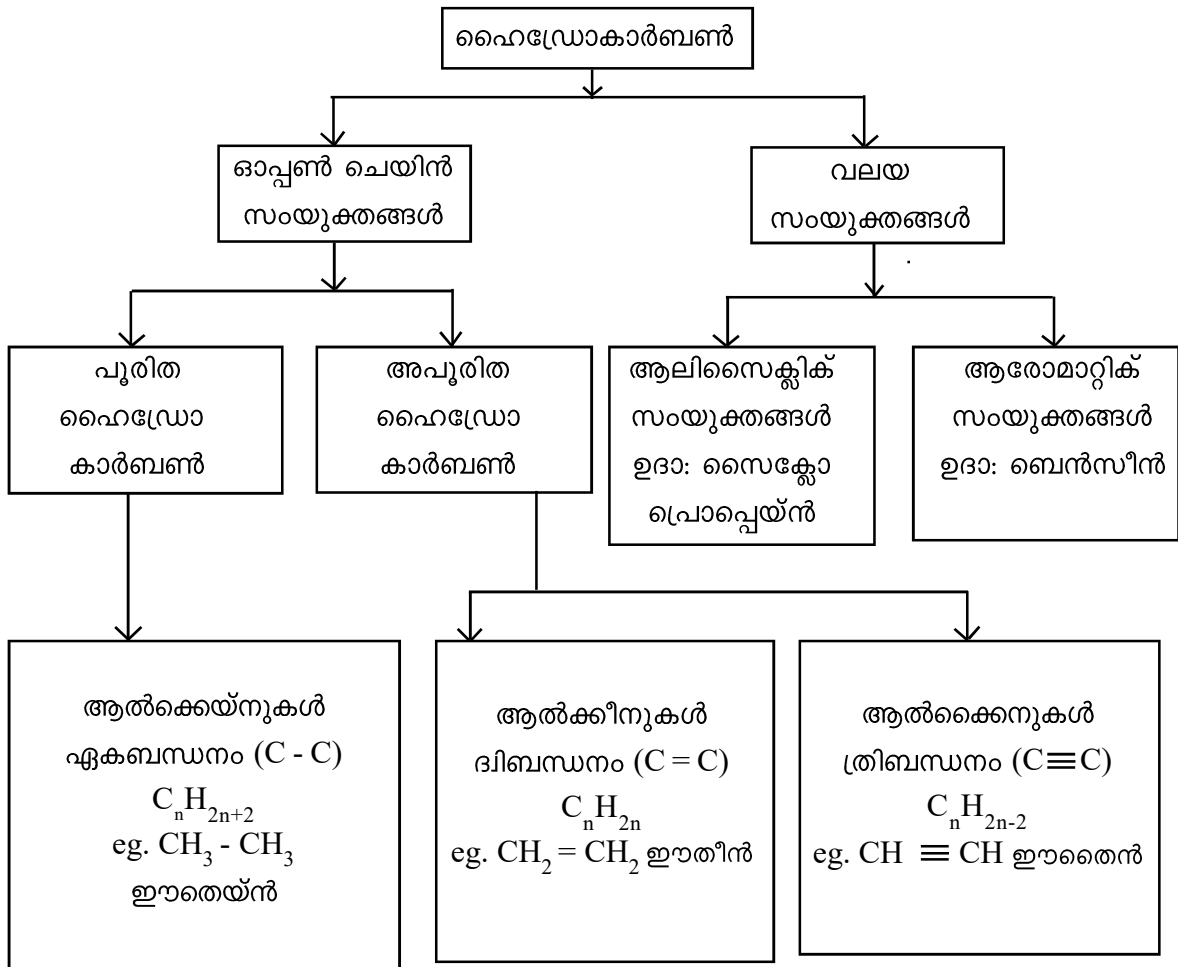 ഹൈഡ്രോകാർബൺ
ഓപ്പൺ ചെയിൻ
സംയുക്തങ്ങൾ
വലയ
സംയുക്തങ്ങൾ
പൂരിത
ഹൈഡ്രോ
കാർബൺ
അപൂരിത
ഹൈഡ്രോ
കാർബൺ
ആലിസൈക്ലിക്
സംയുക്തങ്ങൾ
ഉദാ: സൈക്ലോ
പ്രൊപ്പെയ്ൻ
ആരോമാറ്റിക്
സംയുക്തങ്ങൾ
ഉദാ: ബെൻസീൻ
ആൽക്കെയ്നുകൾ
ഏകബന്ധനം (C - C)
CₙH₂ₙ₊₂
eg. CH₃ - CH₃
ഈതെയ്ൻ
ആൽക്കീനുകൾ
ദ്വിബന്ധനം (C = C)
CₙH₂ₙ
eg. CH₂ = CH₂ ഈതീൻ
ആൽക്കൈനുകൾ
ത്രിബന്ധനം (C≡C)
CₙH₂ₙ₋₂
eg. CH ≡ CH ഈതൈൻ